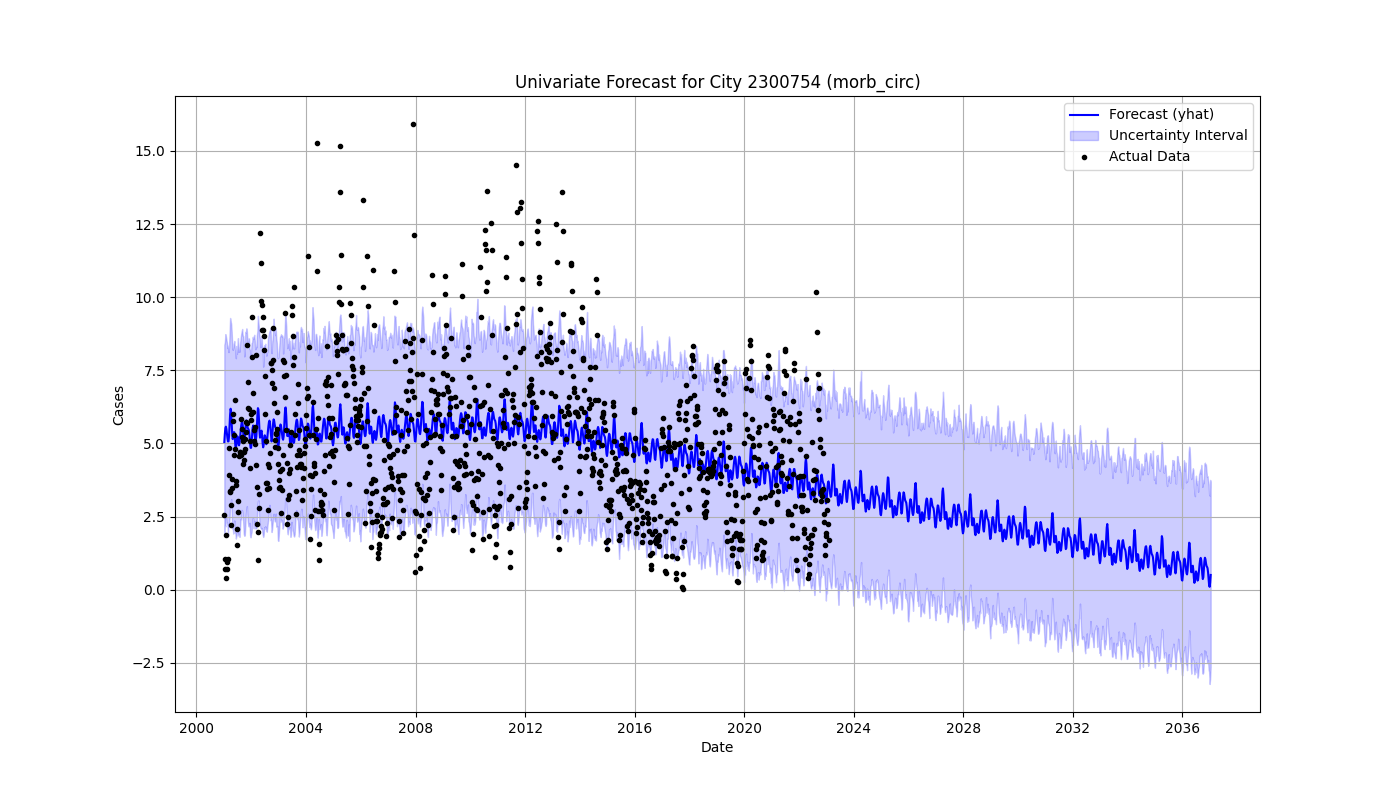 Univariate Forecast for City 2300754 (morb_circ)
Forecast (yhat)
Uncertainty Interval
Actual Data
Cases
15.0
12.5
10.0
7.5
5.0
2.5
0.0
−2.5
2000 2004 2008 2012 2016 2020 2024 2028 2032 2036
Date